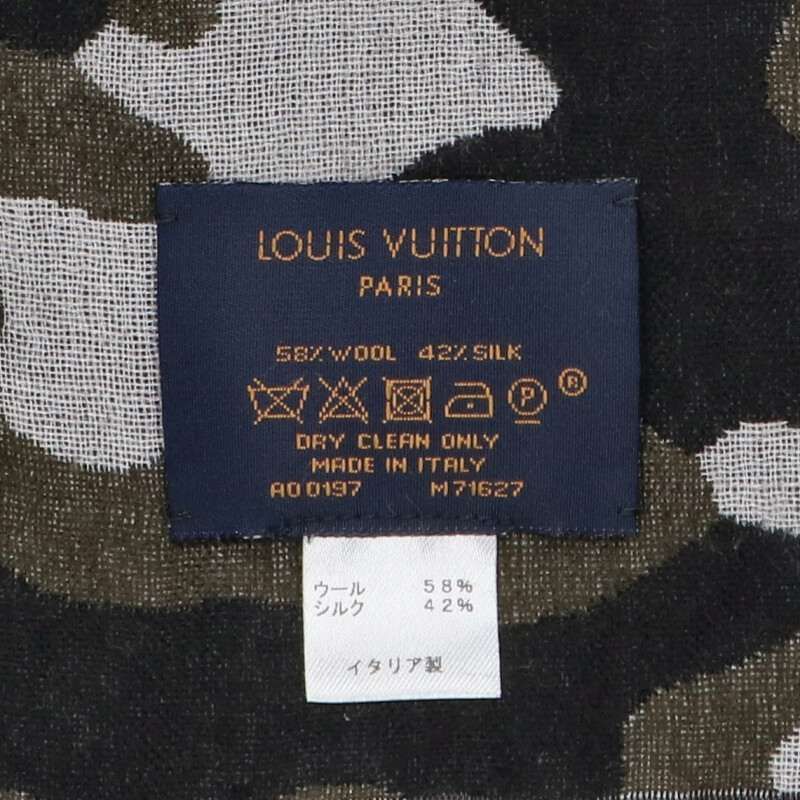 LOUIS VUITTON
PARIS
58% WOOL 42% SILK
P ®
DRY CLEAN ONLY
MADE IN ITALY
A00197 M71627
ウール 58%
シルク 42%
イタリア製